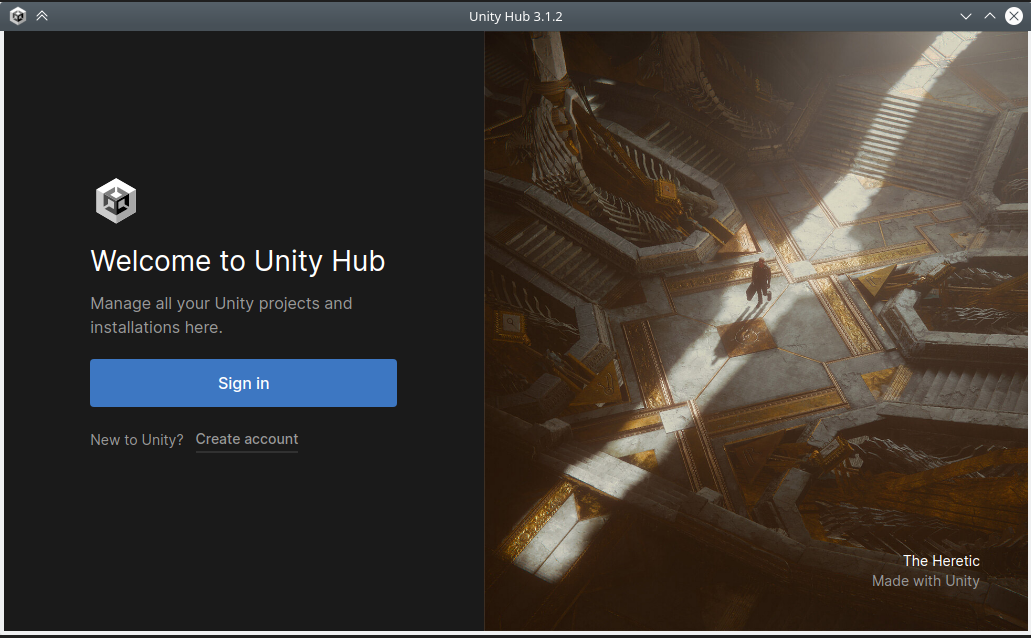 Unity Hub 3.1.2
Welcome to Unity Hub
Manage all your Unity projects and
installations here.
Sign in
New to Unity? Create account
The Heretic
Made with Unity